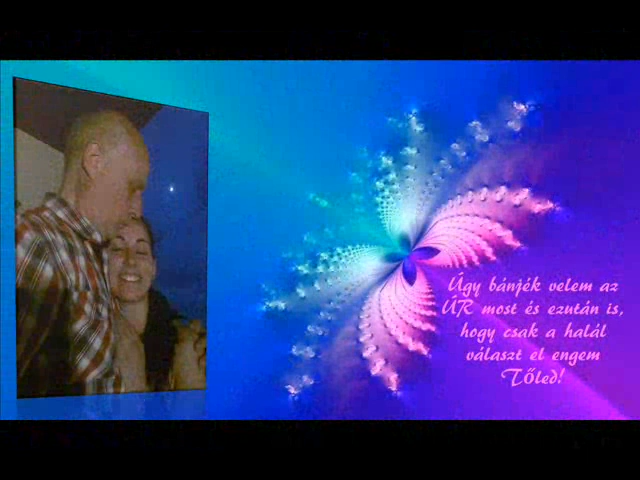 Úgy bánjék velem az
ÚR most és ezután is,
hogy csak a halál
választ el engem
Tőled!